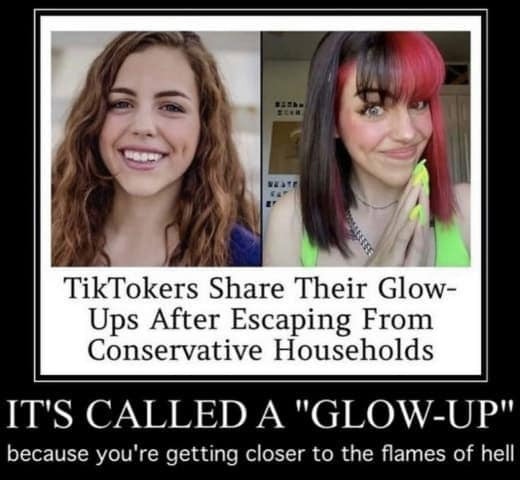 TikTokers Share Their Glow-
Ups After Escaping From
Conservative Households
IT'S CALLED A "GLOW-UP"
because you're getting closer to the flames of hell